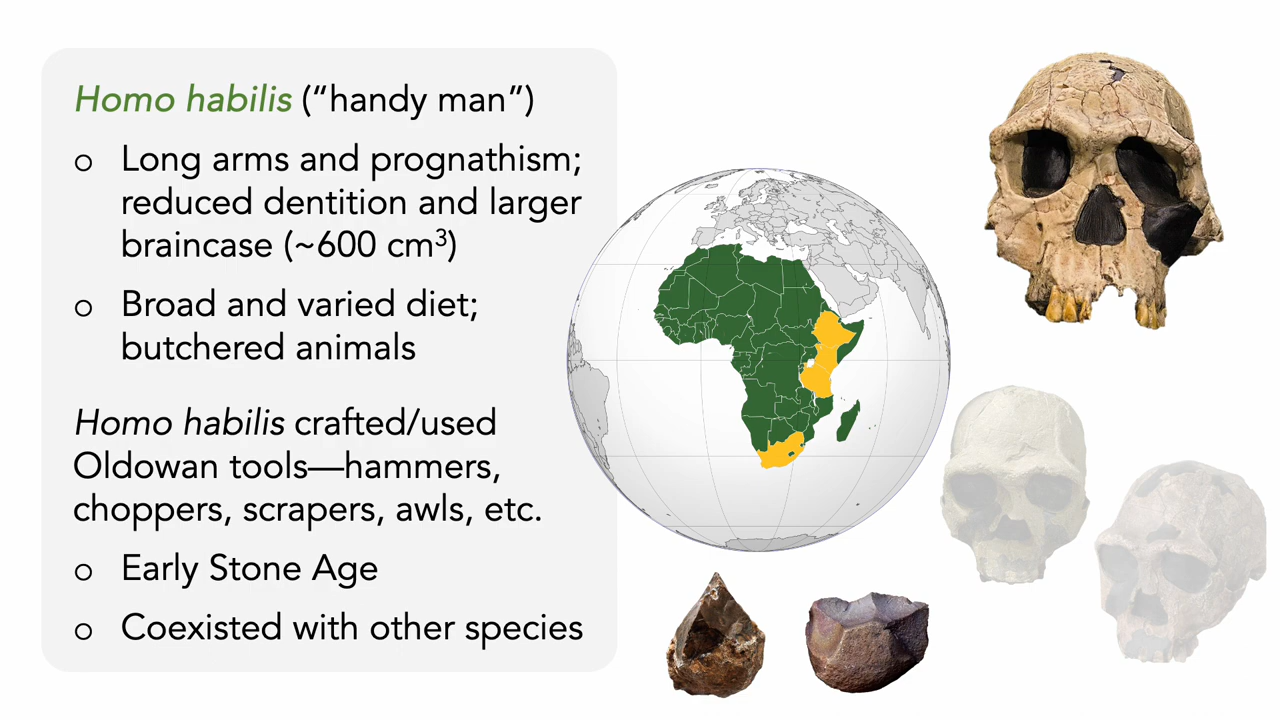 Homo habilis (“handy man”)
o Long arms and prognathism;
reduced dentition and larger
braincase (~600 cm³)
o Broad and varied diet;
butchered animals
Homo habilis crafted/used
Oldowan tools—hammers,
choppers, scrapers, awls, etc.
o Early Stone Age
o Coexisted with other species